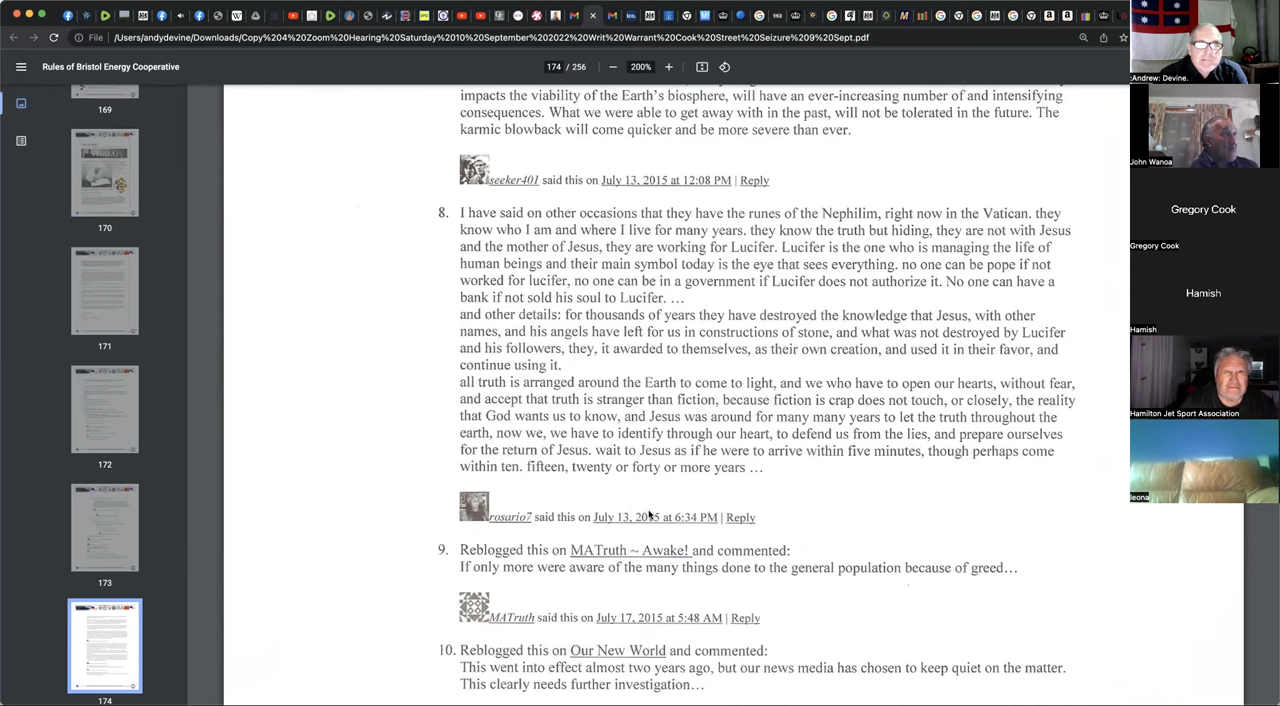 File
/Users/andydevine/Downloads/Copy%204%20Zoom%20Hearing%20Saturday%
%202020%20Writ%20Warrant%20Cook%20Street%20Seizure%209%20Sept.pdf
Rules of Bristol Energy Cooperative
174 / 256
200%
169
170
171
172
173
174
impacts the viability of the Earth's biosphere, will have an ever-increasing number of and intensifying
consequences. What we were able to get away with in the past, will not be tolerated in the future. The
karmic blowback will come quicker and be more severe than ever.
seeker401 said this on July 13, 2015 at 12:08 PM | Reply
8. I have said on other occasions that they have the runes of the Nephilim, right now in the Vatican. they
know who I am and where I live for many years. they know the truth but hiding, they are not with Jesus
and the mother of Jesus, they are working for Lucifer. Lucifer is the one who is managing the life of
human beings and their main symbol today is the eye that sees everything. no one can be pope if not
worked for lucifer, no one can be in a government if Lucifer does not authorize it. No one can have a
bank if not sold his soul to Lucifer. …
and other details: for thousands of years they have destroyed the knowledge that Jesus, with other
names, and his angels have left for us in constructions of stone, and what was not destroyed by Lucifer
and his followers, they, it awarded to themselves, as their own creation, and used it in their favor, and
continue using it.
all truth is arranged around the Earth to come to light, and we who have to open our hearts, without fear,
and accept that truth is stranger than fiction, because fiction is crap does not touch, or closely, the reality
that God wants us to know, and Jesus was around for many many years to let the truth throughout the
earth, now we, we have to identify through our heart, to defend us from the lies, and prepare ourselves
for the return of Jesus. wait to Jesus as if he were to arrive within five minutes, though perhaps come
within ten. fifteen, twenty or forty or more years …
rosario7 said this on July 13, 2015 at 6:34 PM | Reply
9. Reblogged this on MATruth ~ Awake! and commented:
If only more were aware of the many things done to the general population because of greed…
MATruth said this on July 17, 2015 at 5:48 AM | Reply
10. Reblogged this on Our New World and commented:
This went into effect almost two years ago, but our news media has chosen to keep quiet on the matter.
This clearly needs further investigation…
:Andrew: Devine.
John Wanoa
Gregory Cook
Gregory Cook
Hamish
Hamish
Hamilton Jet Sport Association
leona